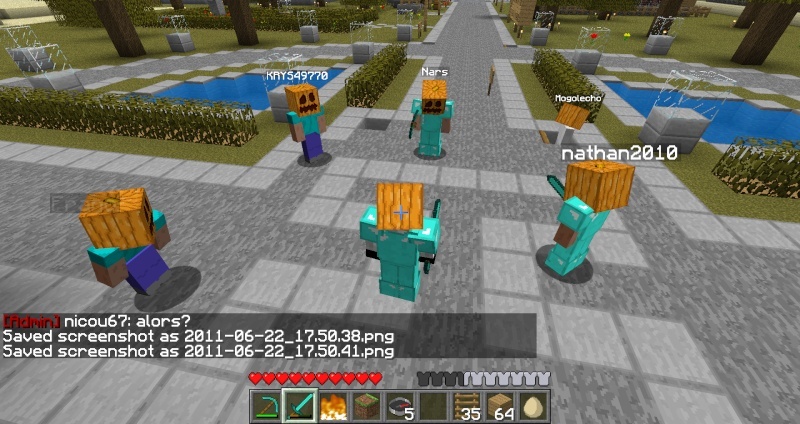 KAYS49770
Nars
Mogolecho
nathan2010
[Admin] nicou67: alors?
Saved screenshot as 2011-06-22_17.50.38.png
Saved screenshot as 2011-06-22_17.50.41.png
5
35
64